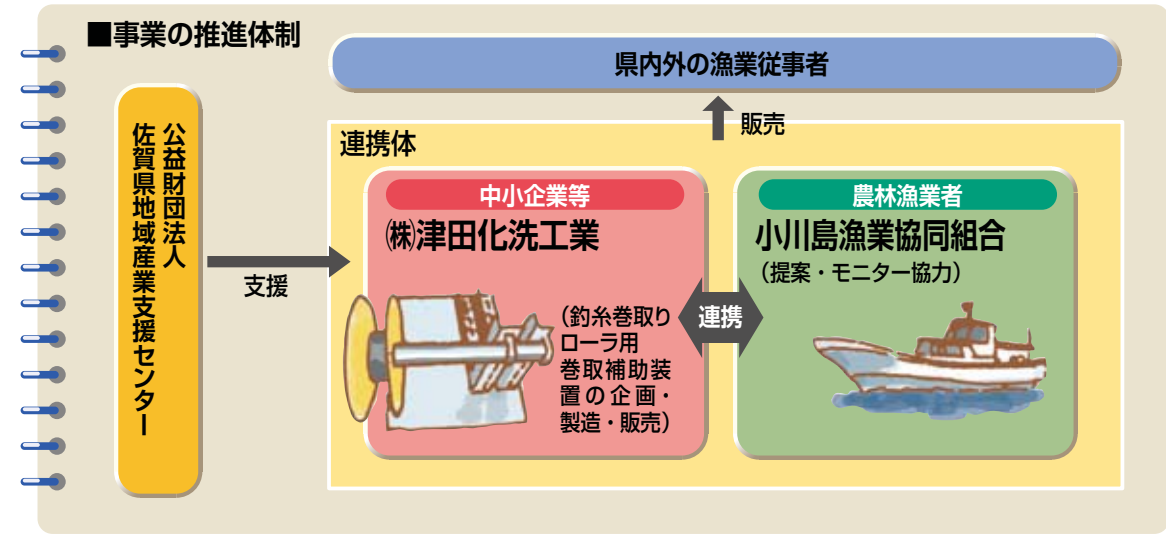 ■事業の推進体制
県内外の漁業従事者
販売
公益財団法人
佐賀県地域産業支援センター
支援
連携体
中小企業等
㈱津田化洗工業
（釣糸巻取り
ローラ用
巻取補助装
置の企画・
製造・販売）
連携
農林漁業者
小川島漁業協同組合
（提案・モニター協力）